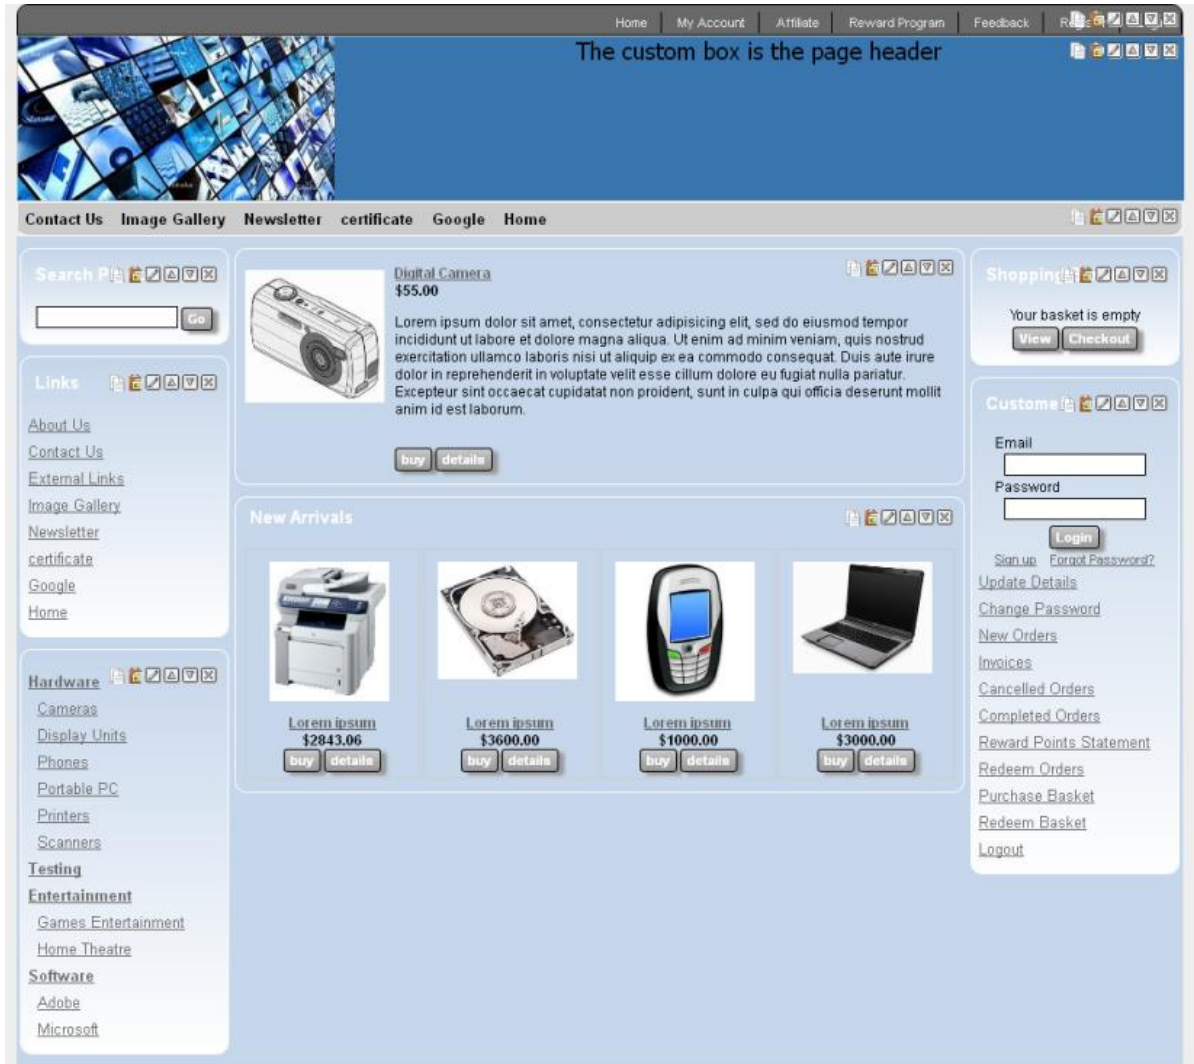 Home My Account Affiliate Reward Program Feedback
The custom box is the page header
Contact Us Image Gallery Newsletter certificate Google Home
Search
Go
Links
About Us
Contact Us
External Links
Image Gallery
Newsletter
certificate
Google
Home
Hardware
Cameras
Display Units
Phones
Portable PC
Printers
Scanners
Testing
Entertainment
Games Entertainment
Home Theatre
Software
Adobe
Microsoft
Digital Camera
$55.00
Lorem ipsum dolor sit amet, consectetur adipisicing elit, sed do eiusmod tempor
incididunt ut labore et dolore magna aliqua. Ut enim ad minim veniam, quis nostrud
exercitation ullamco laboris nisi ut aliquip ex ea commodo consequat. Duis aute irure
dolor in reprehenderit in voluptate velit esse cillum dolore eu fugiat nulla pariatur.
Excepteur sint occaecat cupidatat non proident, sunt in culpa qui officia deserunt mollit
anim id est laborum.
buy details
New Arrivals
Lorem ipsum
$2843.06
buy details
Lorem ipsum
$3600.00
buy details
Lorem ipsum
$1000.00
buy details
Lorem ipsum
$3000.00
buy details
Shopping
Your basket is empty
View Checkout
Custome
Email
Password
Login
Sign up Forgot Password?
Update Details
Change Password
New Orders
Invoices
Cancelled Orders
Completed Orders
Reward Points Statement
Redeem Orders
Purchase Basket
Redeem Basket
Logout